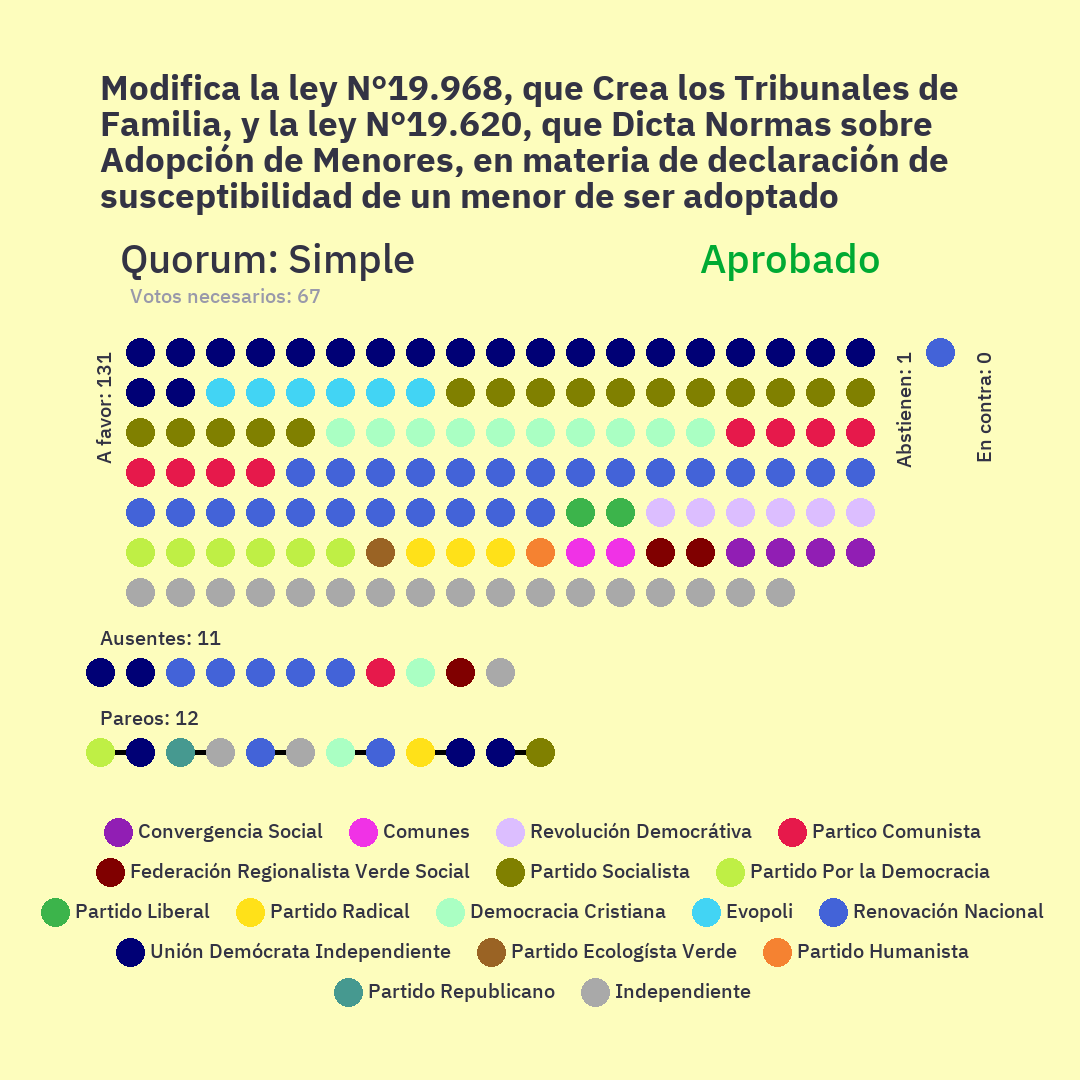 Modifica la ley N°19.968, que Crea los Tribunales de
Familia, y la ley N°19.620, que Dicta Normas sobre
Adopción de Menores, en materia de declaración de
susceptibilidad de un menor de ser adoptado
Quorum: Simple
Aprobado
Votos necesarios: 67
A favor: 131
Abstienen: 1
En contra: 0
Ausentes: 11
Pareos: 12
Convergencia Social Comunes Revolución Democrátiva Partico Comunista
Federación Regionalista Verde Social Partido Socialista Partido Por la Democracia
Partido Liberal Partido Radical Democracia Cristiana Evopoli Renovación Nacional
Unión Demócrata Independiente Partido Ecologísta Verde Partido Humanista
Partido Republicano Independiente